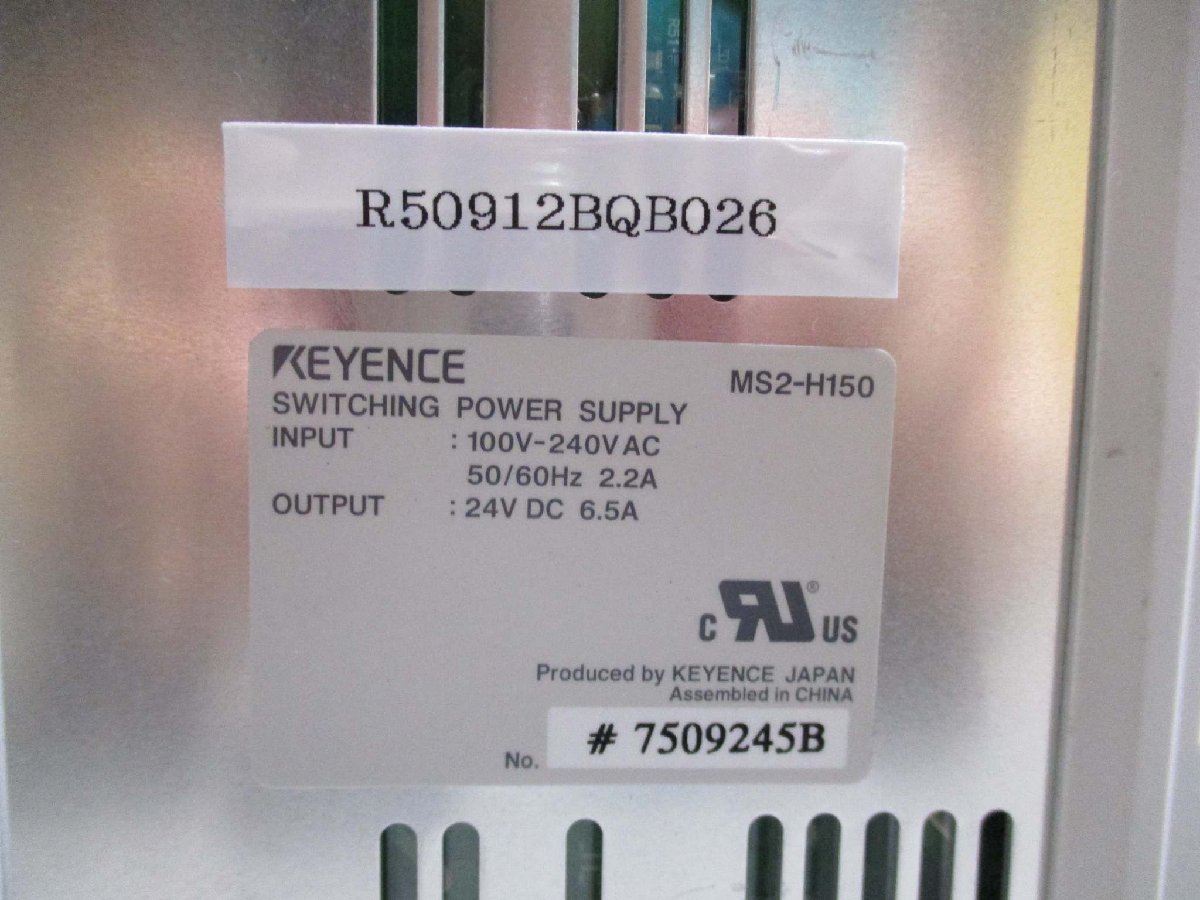 R50912BQB026
KEYENCE
MS2-H150
SWITCHING POWER SUPPLY
INPUT : 100V-240V AC
50/60Hz 2.2A
OUTPUT : 24V DC 6.5A
C RU ® US
Produced by KEYENCE JAPAN
Assembled in CHINA
No. # 7509245B